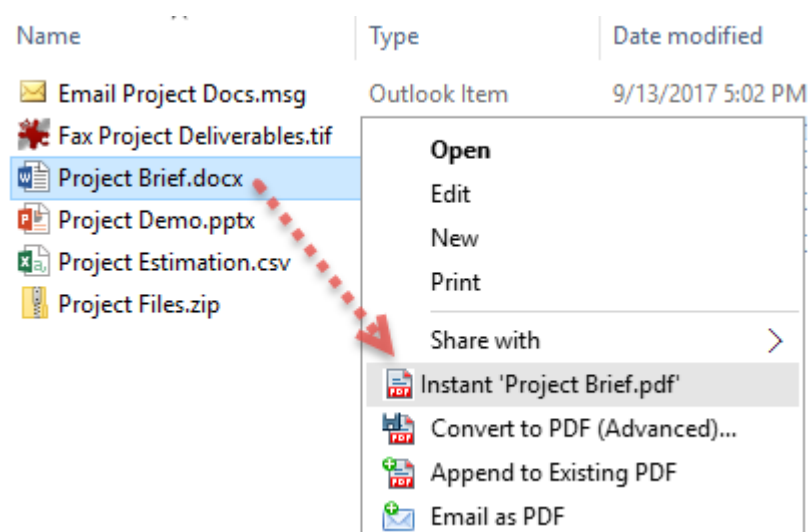 Name Type Date modified
Email Project Docs.msg Outlook Item 9/13/2017 5:02 PM
Fax Project Deliverables.tif
Project Brief.docx
Project Demo.pptx
Project Estimation.csv
Project Files.zip
Open
Edit
New
Print
Share with
Instant 'Project Brief.pdf'
Convert to PDF (Advanced)...
Append to Existing PDF
Email as PDF